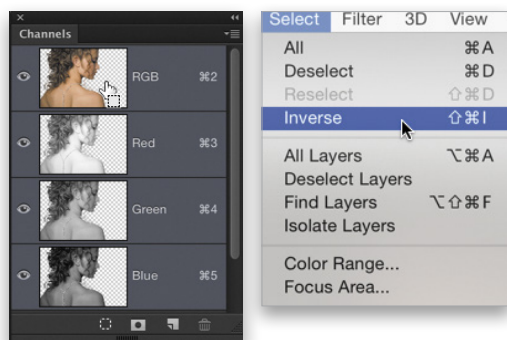 Channels
RGB ⌘2
Red ⌘3
Green ⌘4
Blue ⌘5
Select Filter 3D View
All ⌘A
Deselect ⌘D
Reselect ⇧⌘D
Inverse ⇧⌘I
All Layers ⌥⌘A
Deselect Layers
Find Layers ⌥⇧⌘F
Isolate Layers
Color Range...
Focus Area...